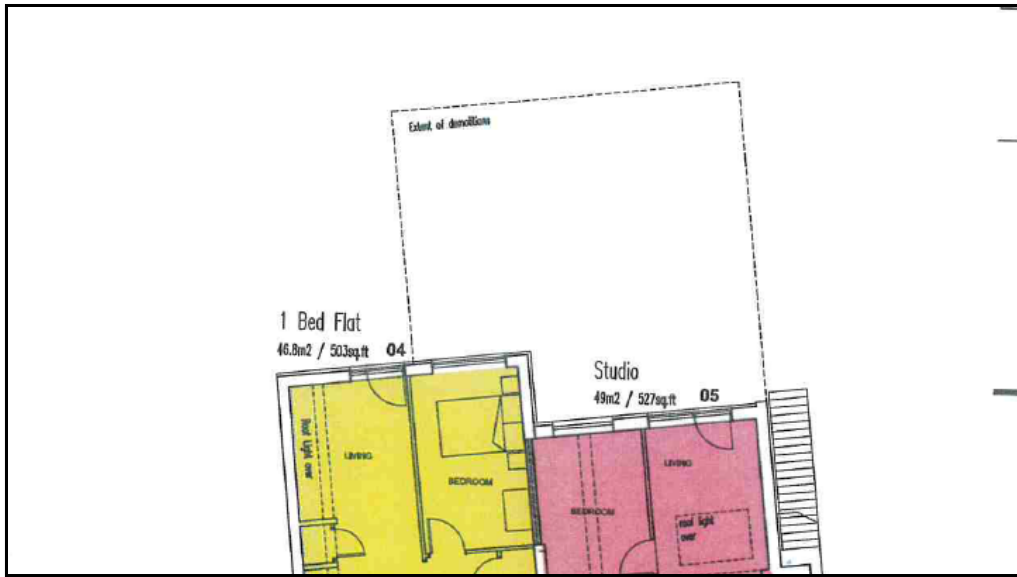 Extent of demolitions
1 Bed Flat
46.8m2 / 503sq.ft 04
Studio
49m2 / 527sq.ft 05
Roof Light over
LIVING
BEDROOM
LIVING
BEDROOM
roof light
over